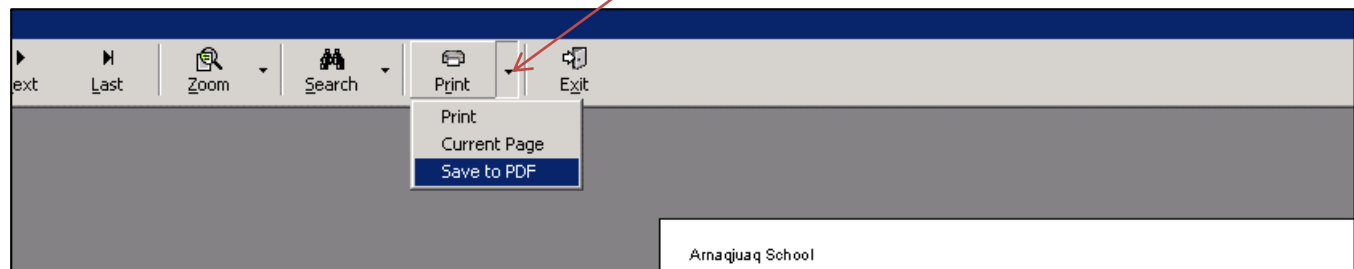 ext Last Zoom Search Print Exit
Print
Current Page
Save to PDF
Arnaqjuaq School